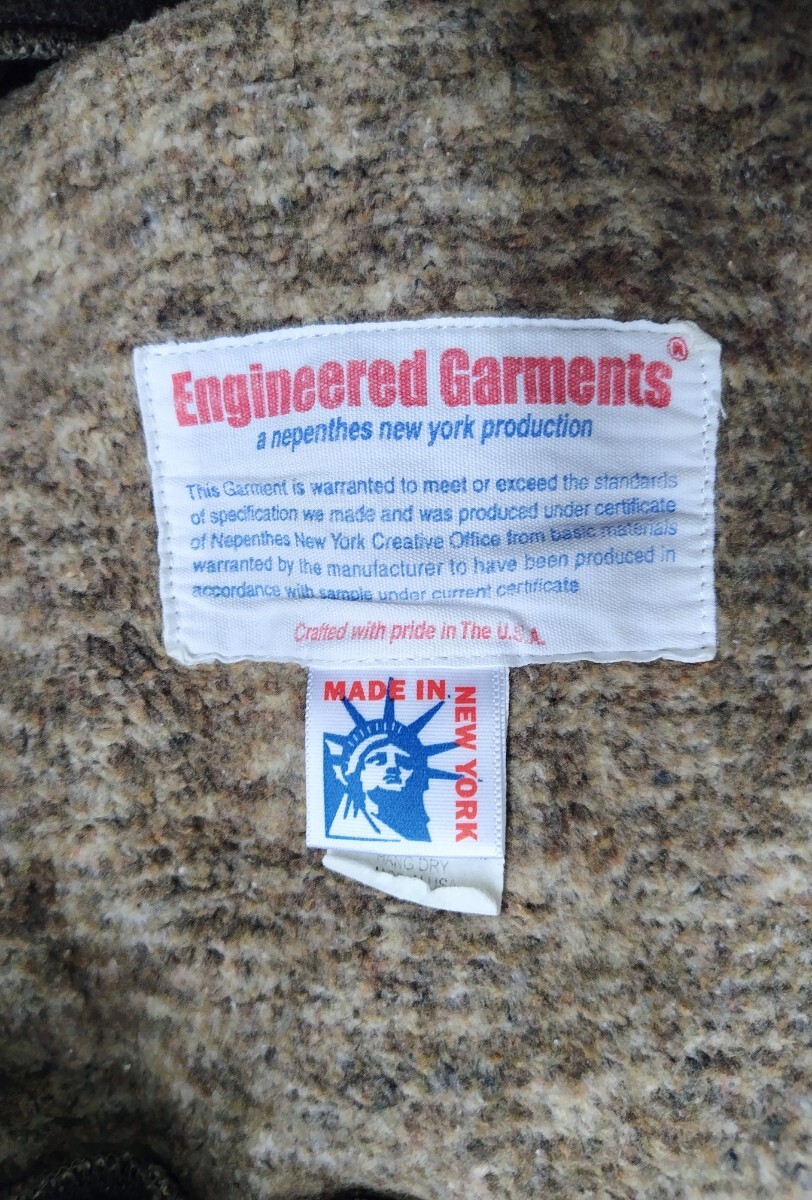 Engineered Garments®
a nepenthes new york production
This Garment is warranted to meet or exceed the standards
of specification we made and was produced under certificate
of Nepenthes New York Creative Office from basic materials
warranted by the manufacturer to have been produced in
accordance with sample under current certificate
Crafted with pride in The U.S.A.
MADE IN
NEW YORK
HANG DRY